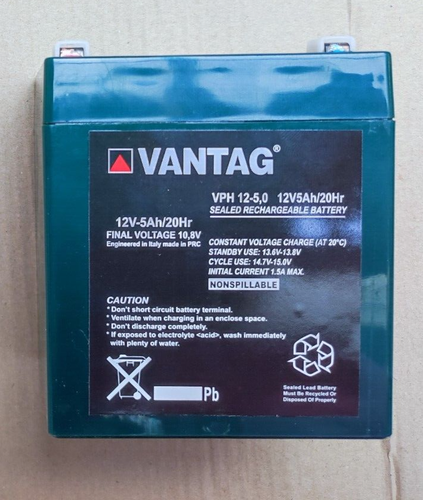 VANTAG®
VPH 12-5,0 12V5Ah/20Hr
SEALED RECHARGEABLE BATTERY
12V-5Ah/20Hr
FINAL VOLTAGE 10,8V
Engineered in Italy made in PRC
CONSTANT VOLTAGE CHARGE (AT 20°C)
STANDBY USE: 13.6V-13.8V
CYCLE USE: 14.7V-15.0V
INITIAL CURRENT 1.5A MAX.
NONSPILLABLE
CAUTION
* Don't short circuit battery terminal.
* Ventilate when charging in an enclose space.
* Don't discharge completely.
* If exposed to electrolyte <acid>, wash immediately
with plenty of water.
Pb
Sealed Lead Battery
Must Be Recycled Or
Disposed Of Properly